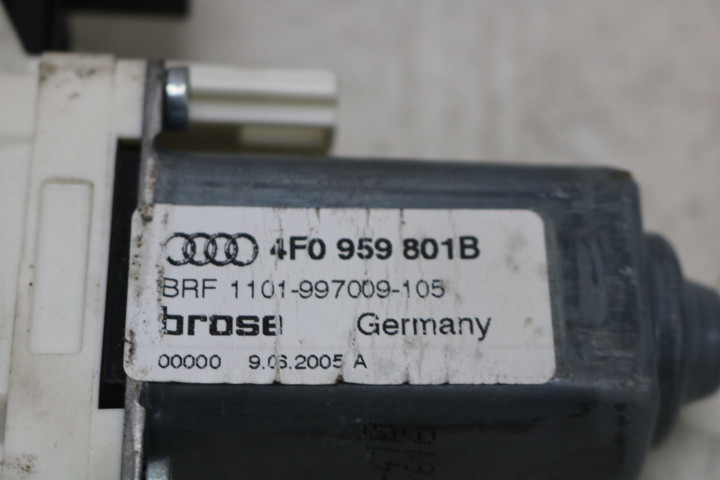 4F0 959 801B
BRF 1101-997009-105
brose Germany
00000 9.06.2005 A